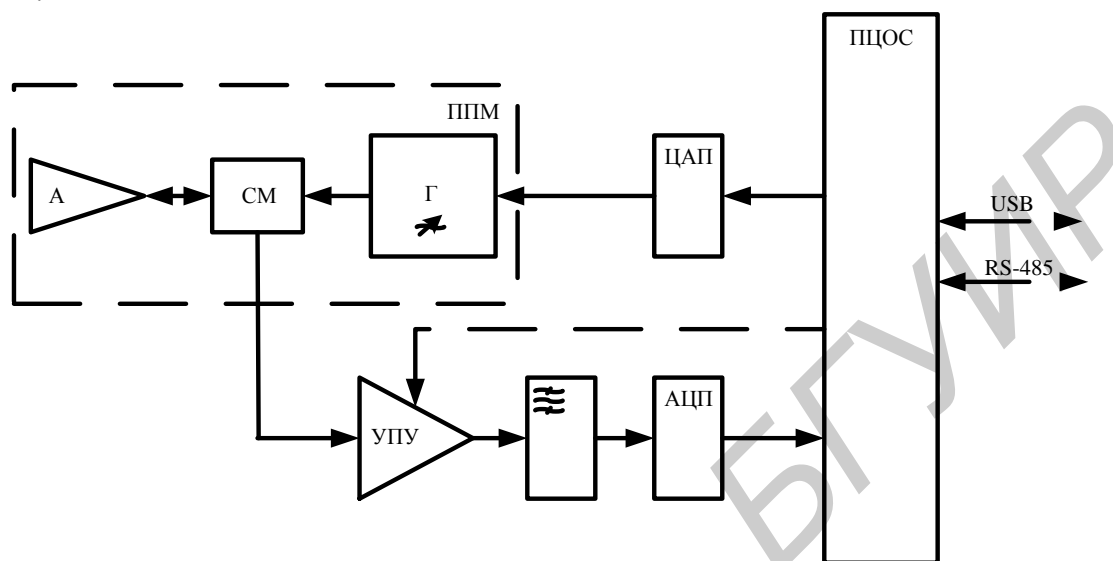 ПЦОС
ППМ
А
СМ
Г
ЦАП
USB
RS-485
УПУ
АЦП
БГУИР